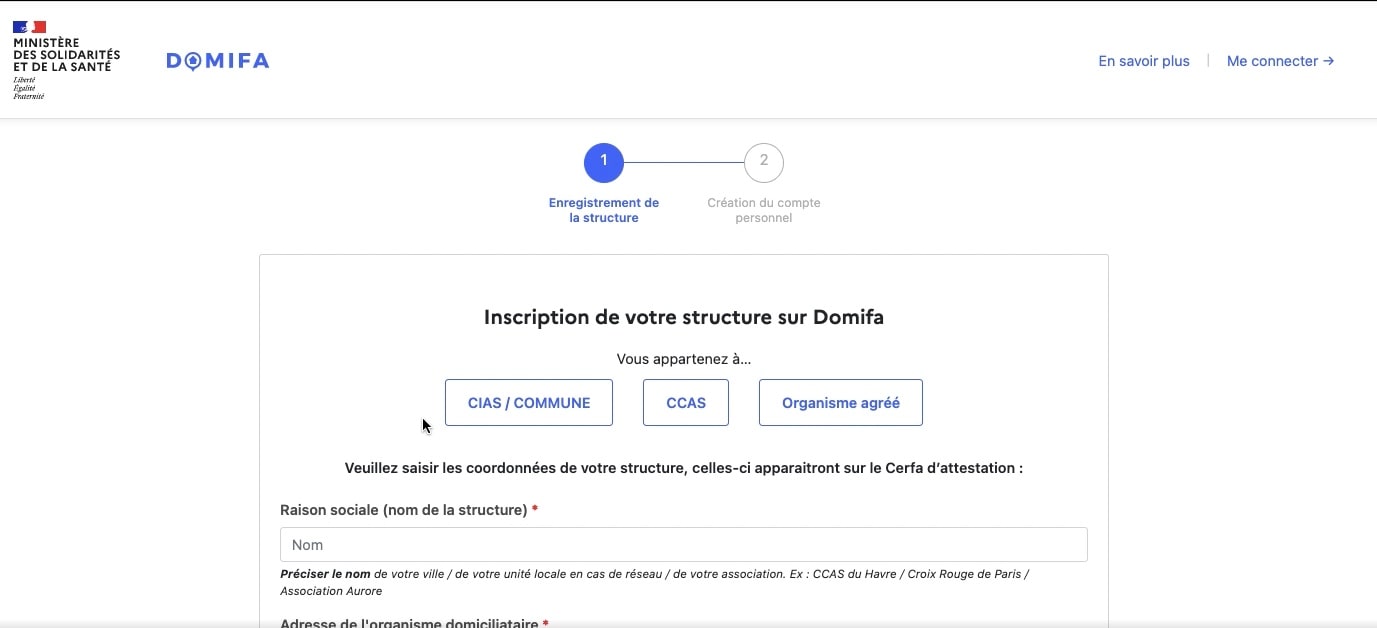 MINISTÈRE
DES SOLIDARITÉS
ET DE LA SANTÉ
Liberté
Égalité
Fraternité
DOMIFA
En savoir plus
Me connecter →
1
2
Enregistrement de
la structure
Création du compte
personnel
Inscription de votre structure sur Domifa
Vous appartenez à...
CIAS / COMMUNE
CCAS
Organisme agréé
Veuillez saisir les coordonnées de votre structure, celles-ci apparaitront sur le Cerfa d'attestation :
Raison sociale (nom de la structure) *
Nom
Préciser le nom de votre ville / de votre unité locale en cas de réseau / de votre association. Ex : CCAS du Havre / Croix Rouge de Paris /
Association Aurore
Adresse de l'organisme domiciliataire *